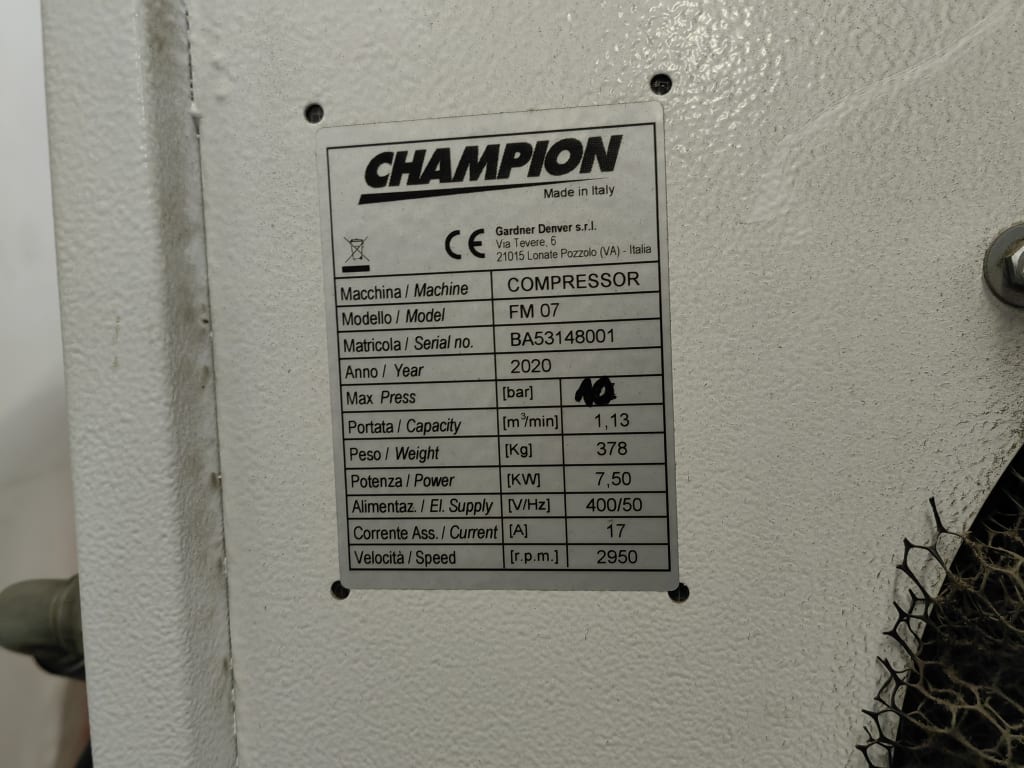 CHAMPION
Made in Italy
CE
Gardner Denver s.r.l.
Via Tevere, 6
21015 Lonate Pozzolo (VA) - Italia
Macchina / Machine COMPRESSOR
Modello / Model FM 07
Matricola / Serial no. BA53148001
Anno / Year 2020
Max Press [bar] 10
Portata / Capacity [m³/min] 1,13
Peso / Weight [Kg] 378
Potenza / Power [KW] 7,50
Alimentaz. / El. Supply [V/Hz] 400/50
Corrente Ass. / Current [A] 17
Velocità / Speed [r.p.m.] 2950